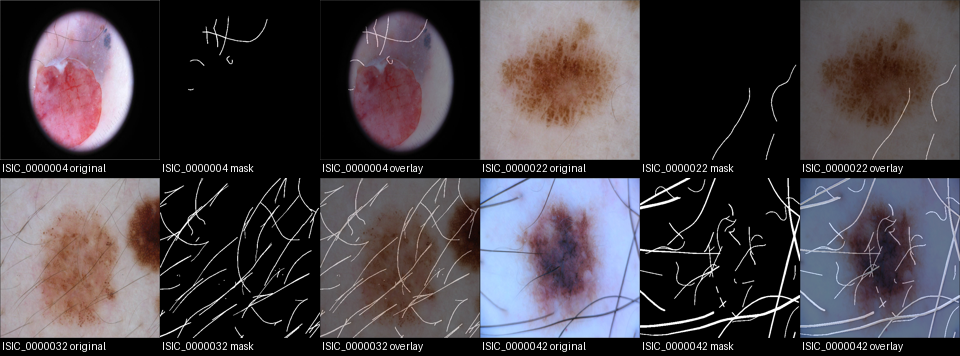 ISIC_0000004 original
ISIC_0000004 mask
ISIC_0000004 overlay
ISIC_0000022 original
ISIC_0000022 mask
ISIC_0000022 overlay
ISIC_0000032 original
ISIC_0000032 mask
ISIC_0000032 overlay
ISIC_0000042 original
ISIC_0000042 mask
ISIC_0000042 overlay